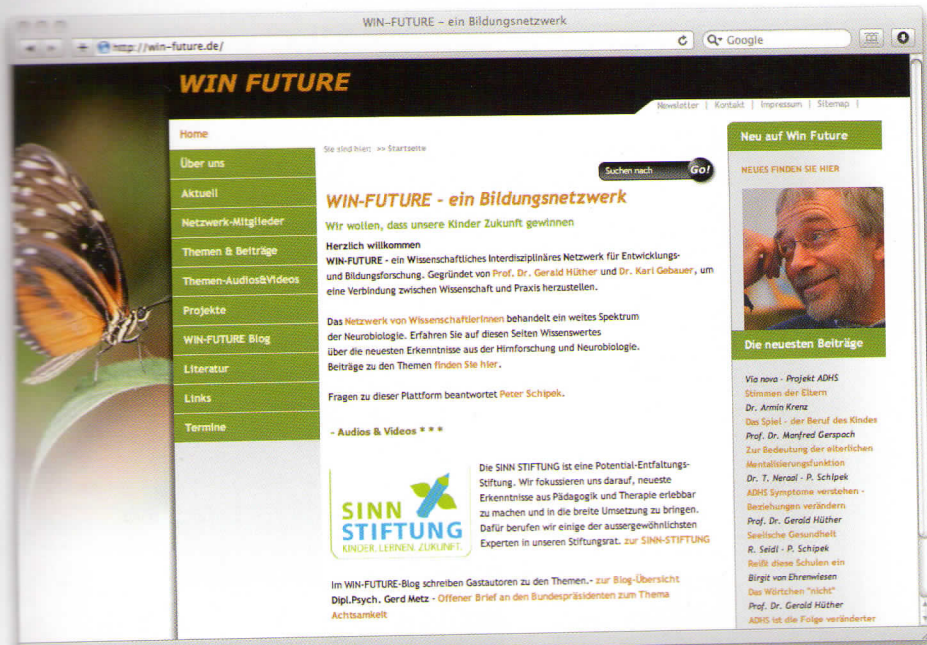 WIN-FUTURE – ein Bildungsnetzwerk
http://win-future.de/
Google
WIN FUTURE
Newsletter | Kontakt | Impressum | Sitemap |
Home
Über uns
Aktuell
Netzwerk-Mitglieder
Themen & Beiträge
Themen-Audios&Videos
Projekte
WIN-FUTURE Blog
Literatur
Links
Termine
Sie sind hier: >> Startseite
Suchen nach Go!
WIN-FUTURE - ein Bildungsnetzwerk
Wir wollen, dass unsere Kinder Zukunft gewinnen
Herzlich willkommen
WIN-FUTURE - ein Wissenschaftliches Interdisziplinäres Netzwerk für Entwicklungs-
und Bildungsforschung. Gegründet von Prof. Dr. Gerald Hüther und Dr. Karl Gebauer, um
eine Verbindung zwischen Wissenschaft und Praxis herzustellen.
Das Netzwerk von WissenschaftlerInnen behandelt ein weites Spektrum
der Neurobiologie. Erfahren Sie auf diesen Seiten Wissenswertes
über die neuesten Erkenntnisse aus der Hirnforschung und Neurobiologie.
Beiträge zu den Themen finden Sie hier.
Fragen zu dieser Plattform beantwortet Peter Schipek.
- Audios & Videos * * *
SINN
STIFTUNG
KINDER. LERNEN. ZUKUNFT.
Die SINN STIFTUNG ist eine Potential-Entfaltungs-
Stiftung. Wir fokussieren uns darauf, neueste
Erkenntnisse aus Pädagogik und Therapie erlebbar
zu machen und in die breite Umsetzung zu bringen.
Dafür berufen wir einige der aussergewöhnlichsten
Experten in unseren Stiftungsrat. zur SINN-STIFTUNG
Im WIN-FUTURE-Blog schreiben Gastautoren zu den Themen.- zur Blog-Übersicht
Dipl.Psych. Gerd Metz - Offener Brief an den Bundespräsidenten zum Thema
Achtsamkeit
Neu auf Win Future
NEUES FINDEN SIE HIER
Die neuesten Beiträge
Via nova - Projekt ADHS
Stimmen der Eltern
Dr. Armin Krenz
Das Spiel - der Beruf des Kindes
Prof. Dr. Manfred Gerspach
Zur Bedeutung der elterlichen
Mentalisierungsfunktion
Dr. T. Neraal - P. Schipek
ADHS Symptome verstehen -
Beziehungen verändern
Prof. Dr. Gerald Hüther
Seelische Gesundheit
R. Seidl - P. Schipek
Reißt diese Schulen ein
Birgit von Ehrenwiesen
Das Wörtchen "nicht"
Prof. Dr. Gerald Hüther
ADHS ist die Folge veränderter